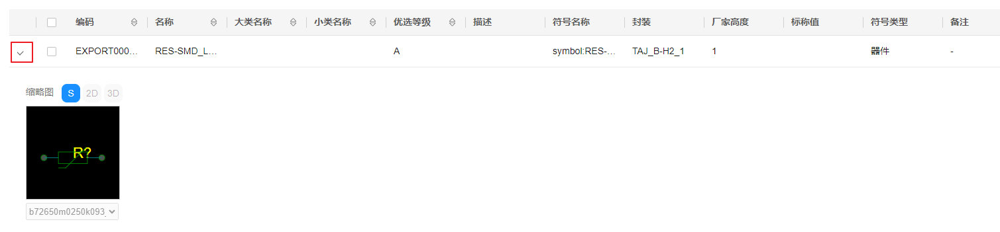 编码 名称 大类名称 小类名称 优选等级 描述 符号名称 封装 厂家高度 标称值 符号类型 备注
EXPORT000... RES-SMD_L... A symbol:RES-... TAJ_B-H2_1 1 器件 -
缩略图 S 2D 3D
R?
b72650m0250k093_